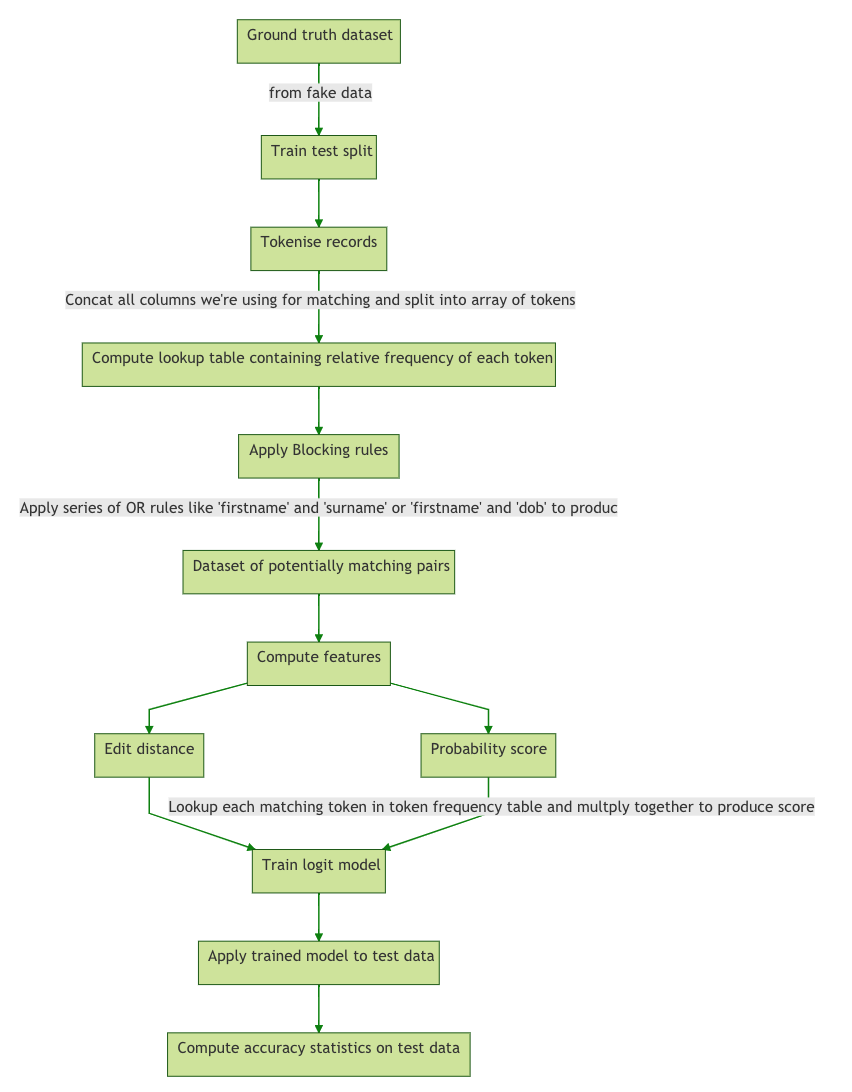 Ground truth dataset
from fake data
Train test split
Tokenise records
Concat all columns we're using for matching and split into array of tokens
Compute lookup table containing relative frequency of each token
Apply Blocking rules
Apply series of OR rules like 'firstname' and 'surname' or 'firstname' and 'dob' to produc
Dataset of potentially matching pairs
Compute features
Edit distance
Probability score
Lookup each matching token in token frequency table and multply together to produce score
Train logit model
Apply trained model to test data
Compute accuracy statistics on test data